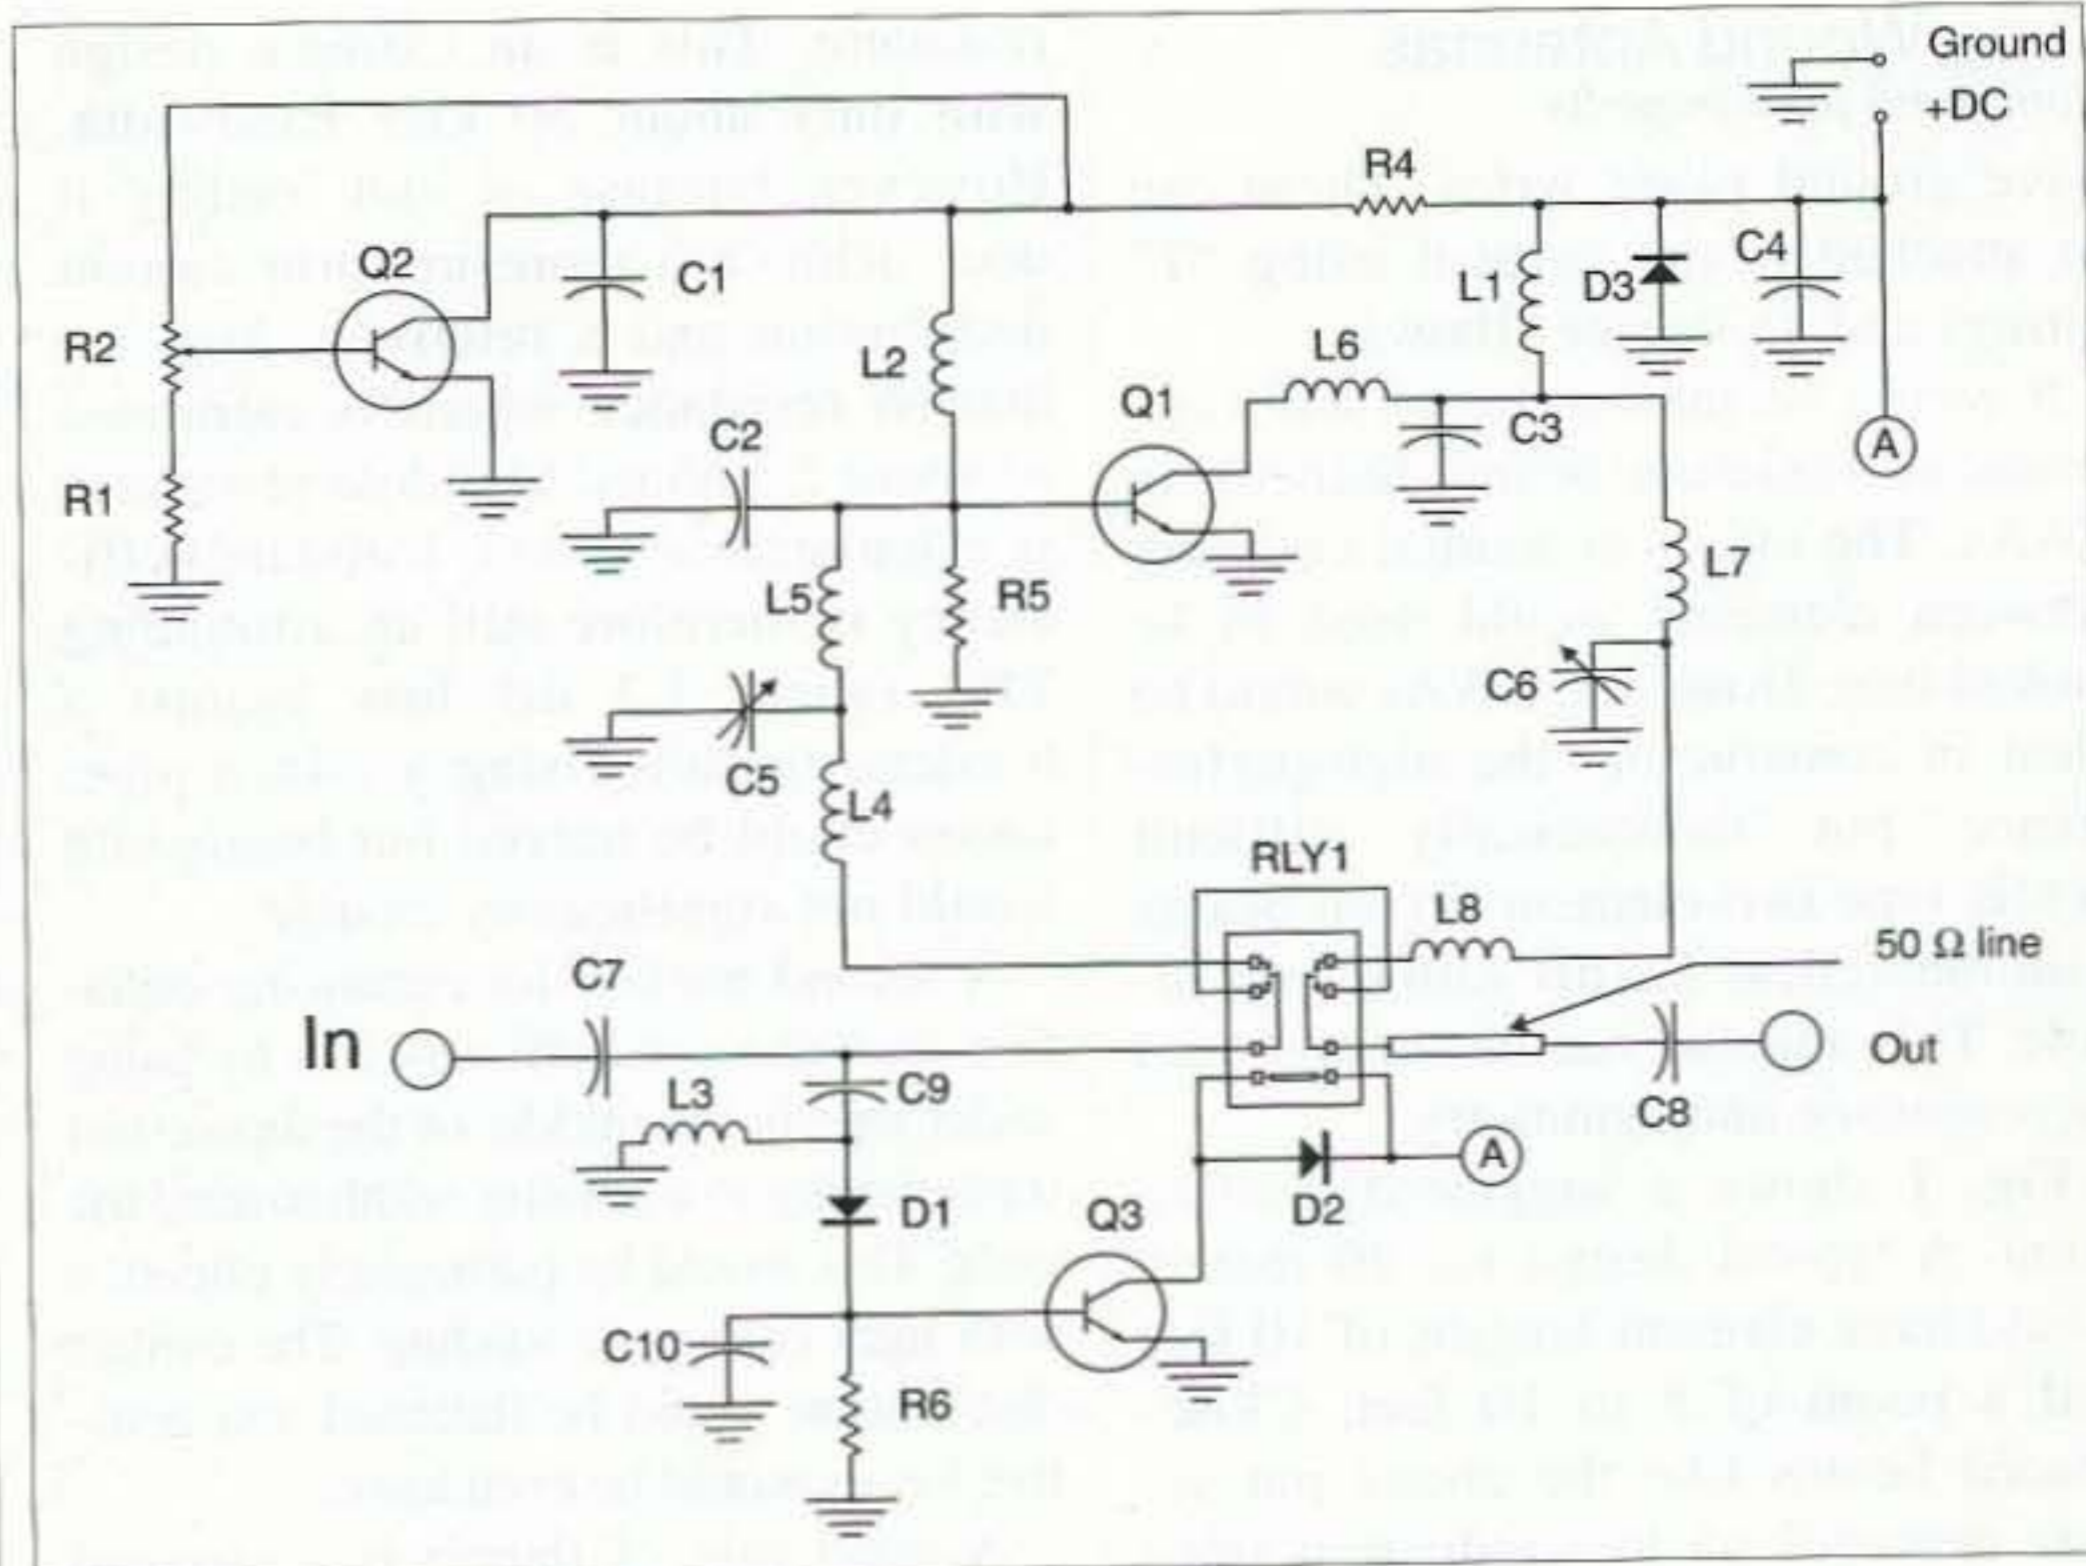 Ground
+DC
R4
Q2
C1
C4
L1
D3
R2
L2
L6
Q1
C2
C3
A
R1
L5
R5
L7
C6
C5
L4
RLY1
L8
50 Ω line
C7
In
C9
L3
Out
C8
A
D1
Q3
D2
C10
R6